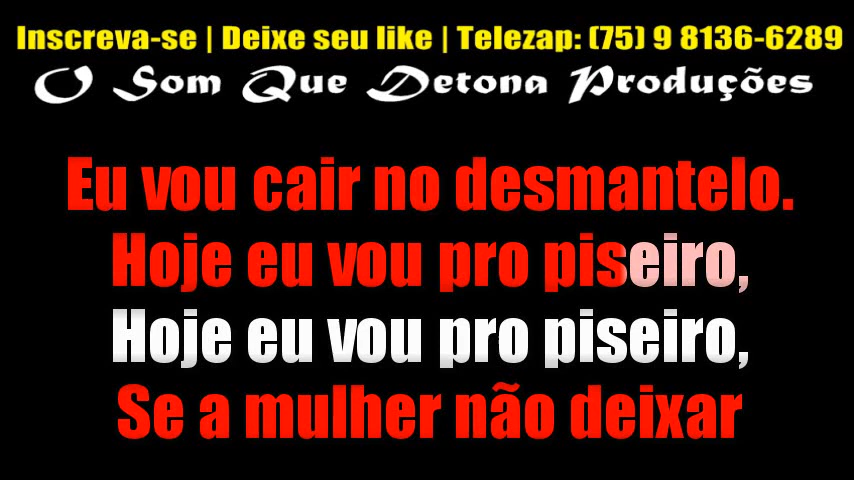 Inscreva-se | Deixe seu like | Telezap: (75) 9 8136-6289
O Som Que Detona Produções
Eu vou cair no desmantelo.
Hoje eu vou pro piseiro,
Hoje eu vou pro piseiro,
Se a mulher não deixar